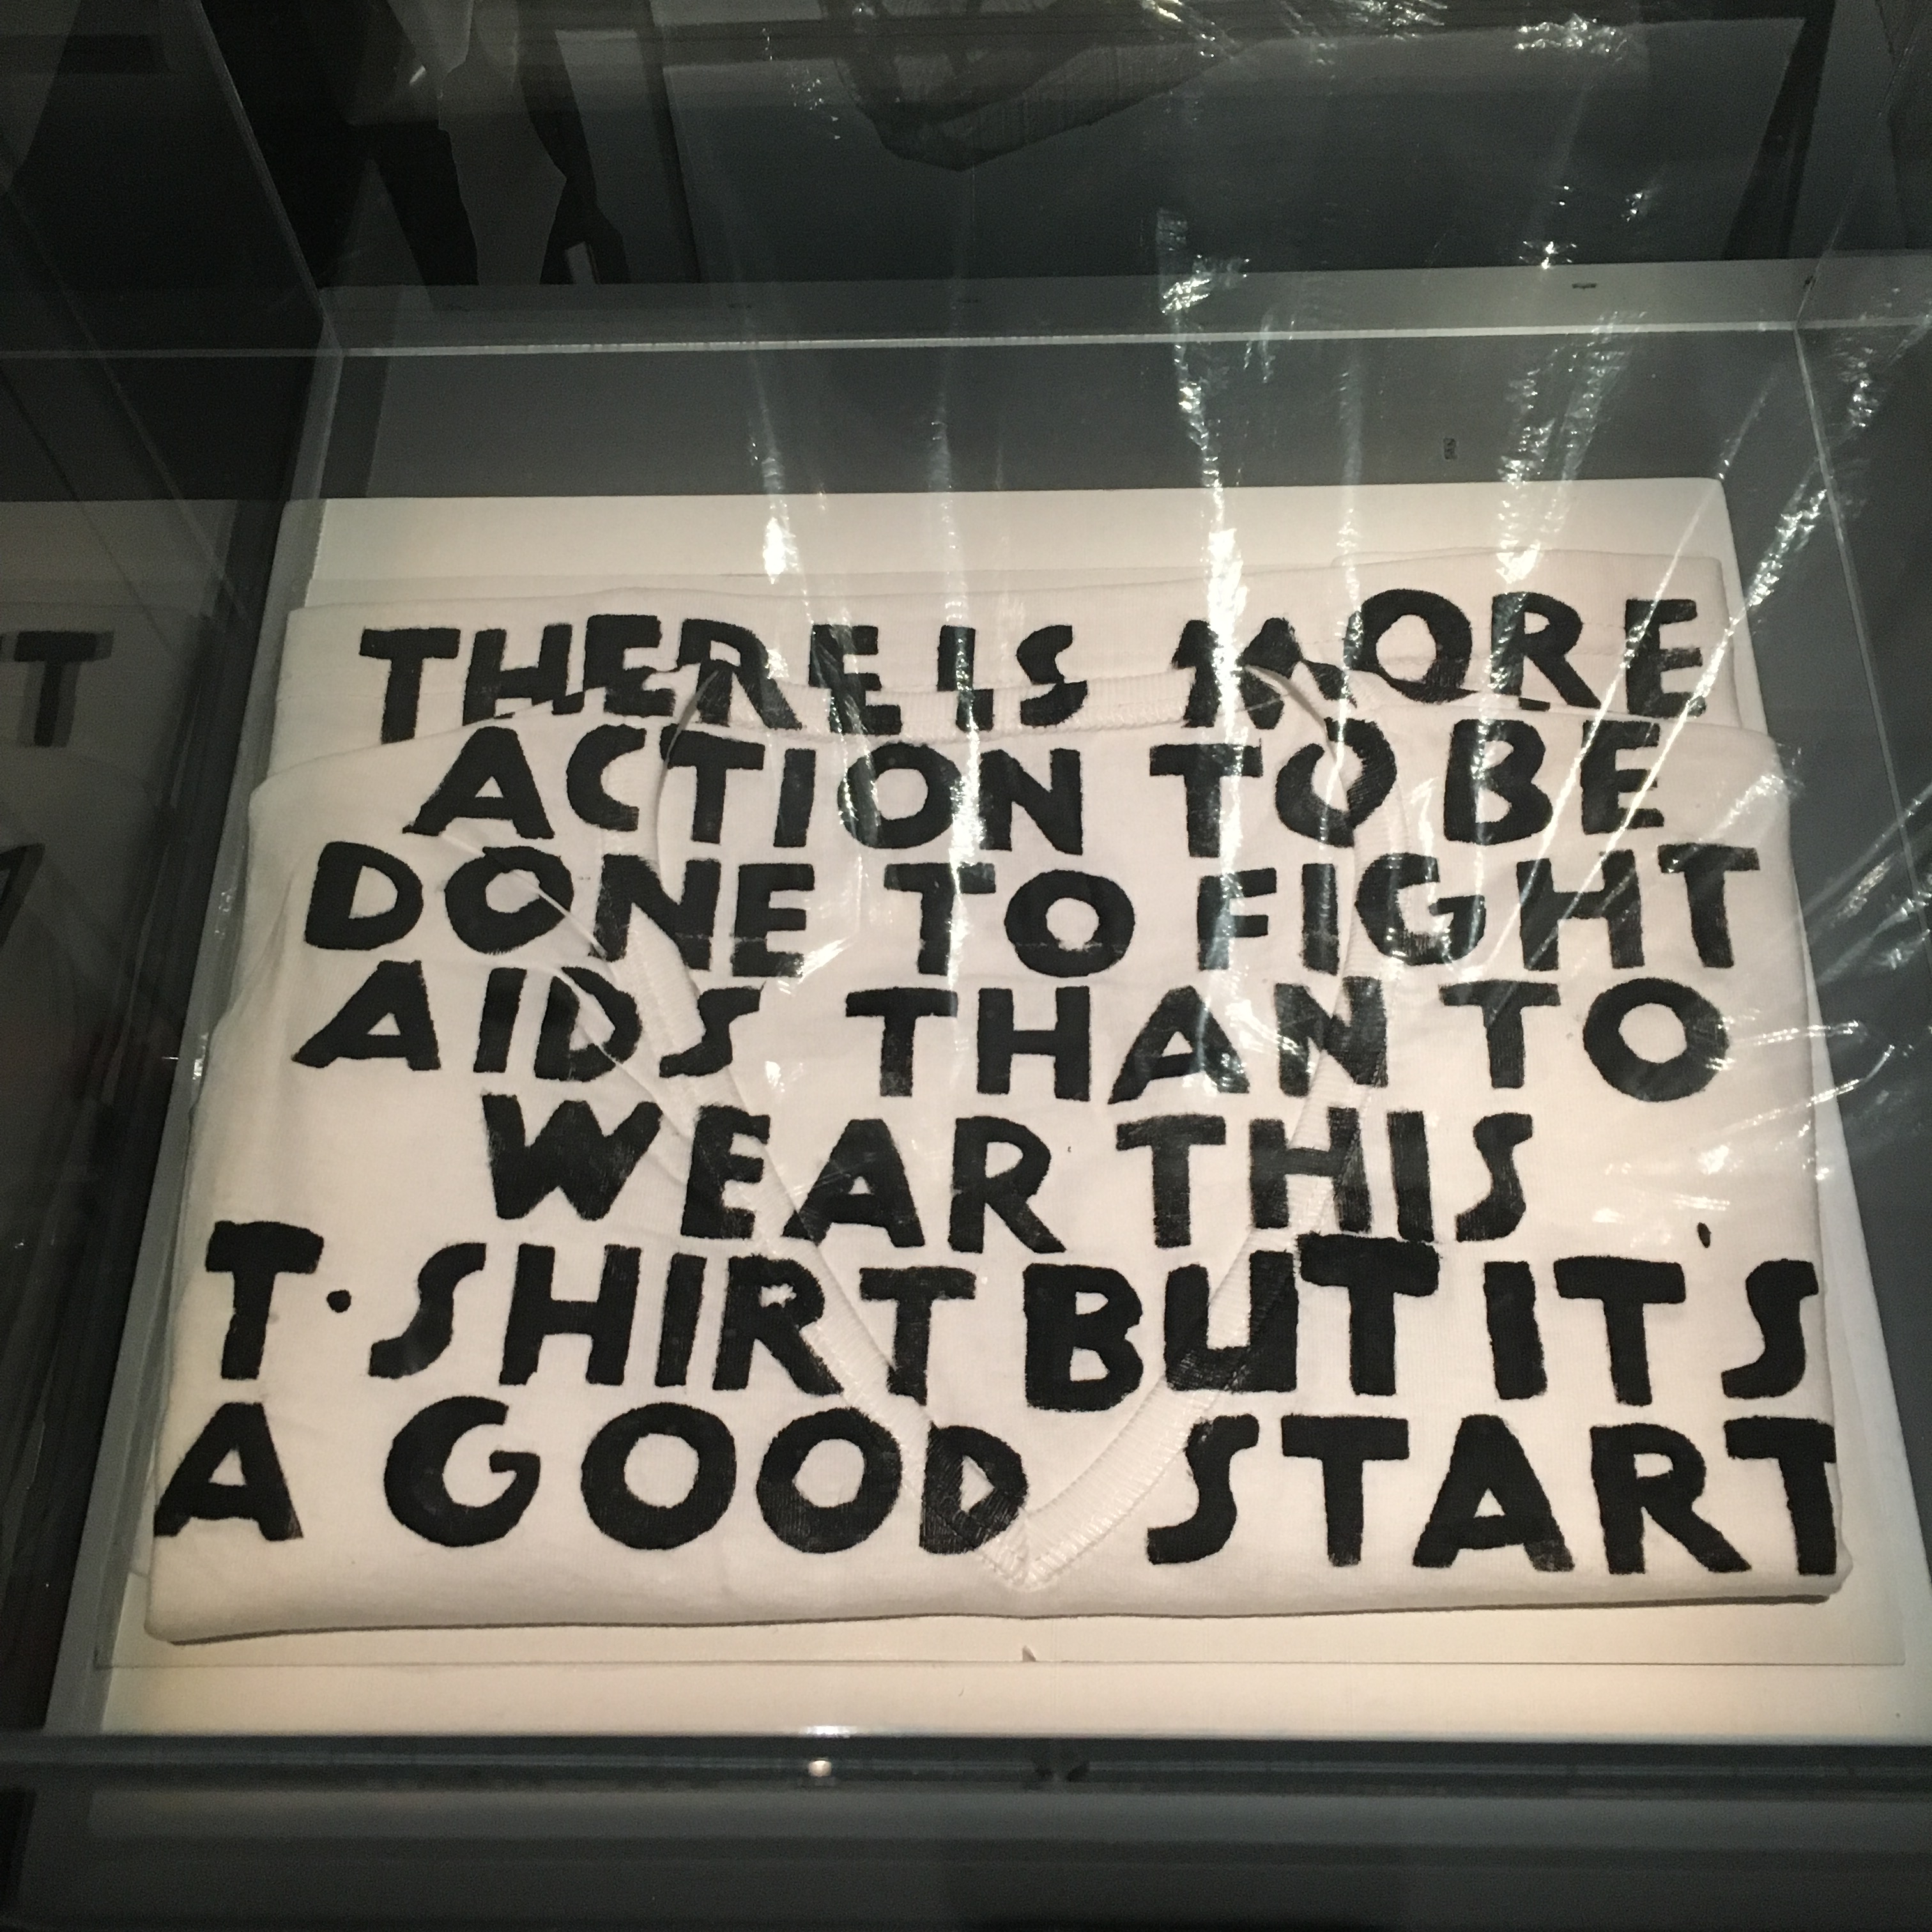 THERE IS MORE
ACTION TO BE
DONE TO FIGHT
AIDS THAN TO
WEAR THIS
T·SHIRT BUT IT'S
A GOOD START